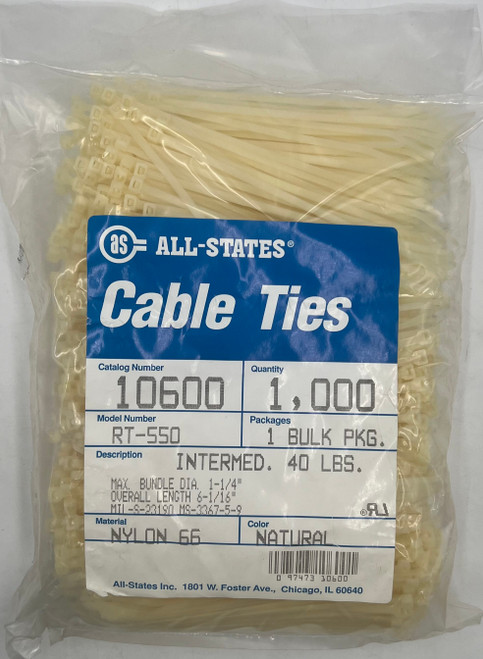 as ALL-STATES®
Cable Ties
Catalog Number Quantity
10600 1,000
Model Number Packages
RT-550 1 BULK PKG.
Description INTERMED. 40 LBS.
MAX. BUNDLE DIA. 1-1/4"
OVERALL LENGTH 6-1/16"
MIL-S-23190 MS-3367-5-9
Material Color
NYLON 66 NATURAL
0 97473 10600
All-States Inc. 1801 W. Foster Ave., Chicago, IL 60640